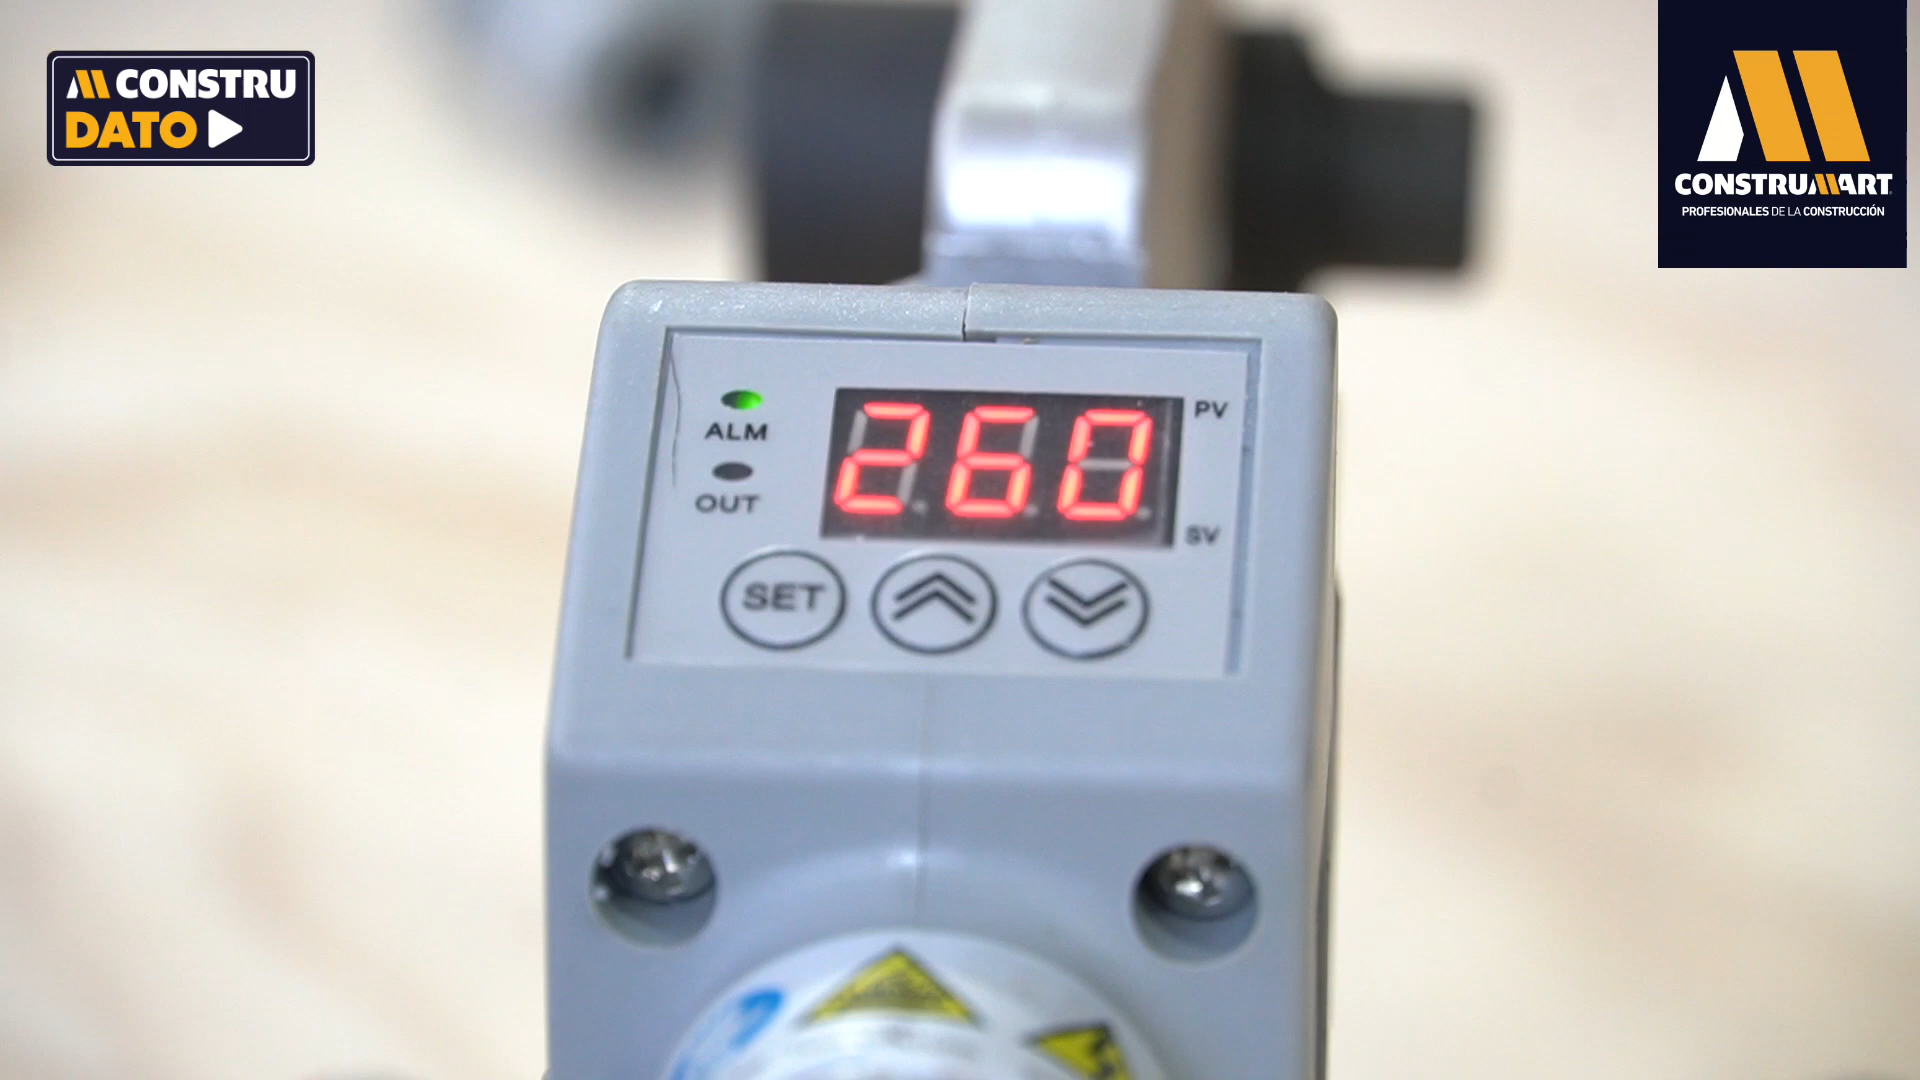 CONSTRU
DATO
CONSTRUMART
PROFESIONALES DE LA CONSTRUCCIÓN
ALM
OUT
260
PV
SV
SET